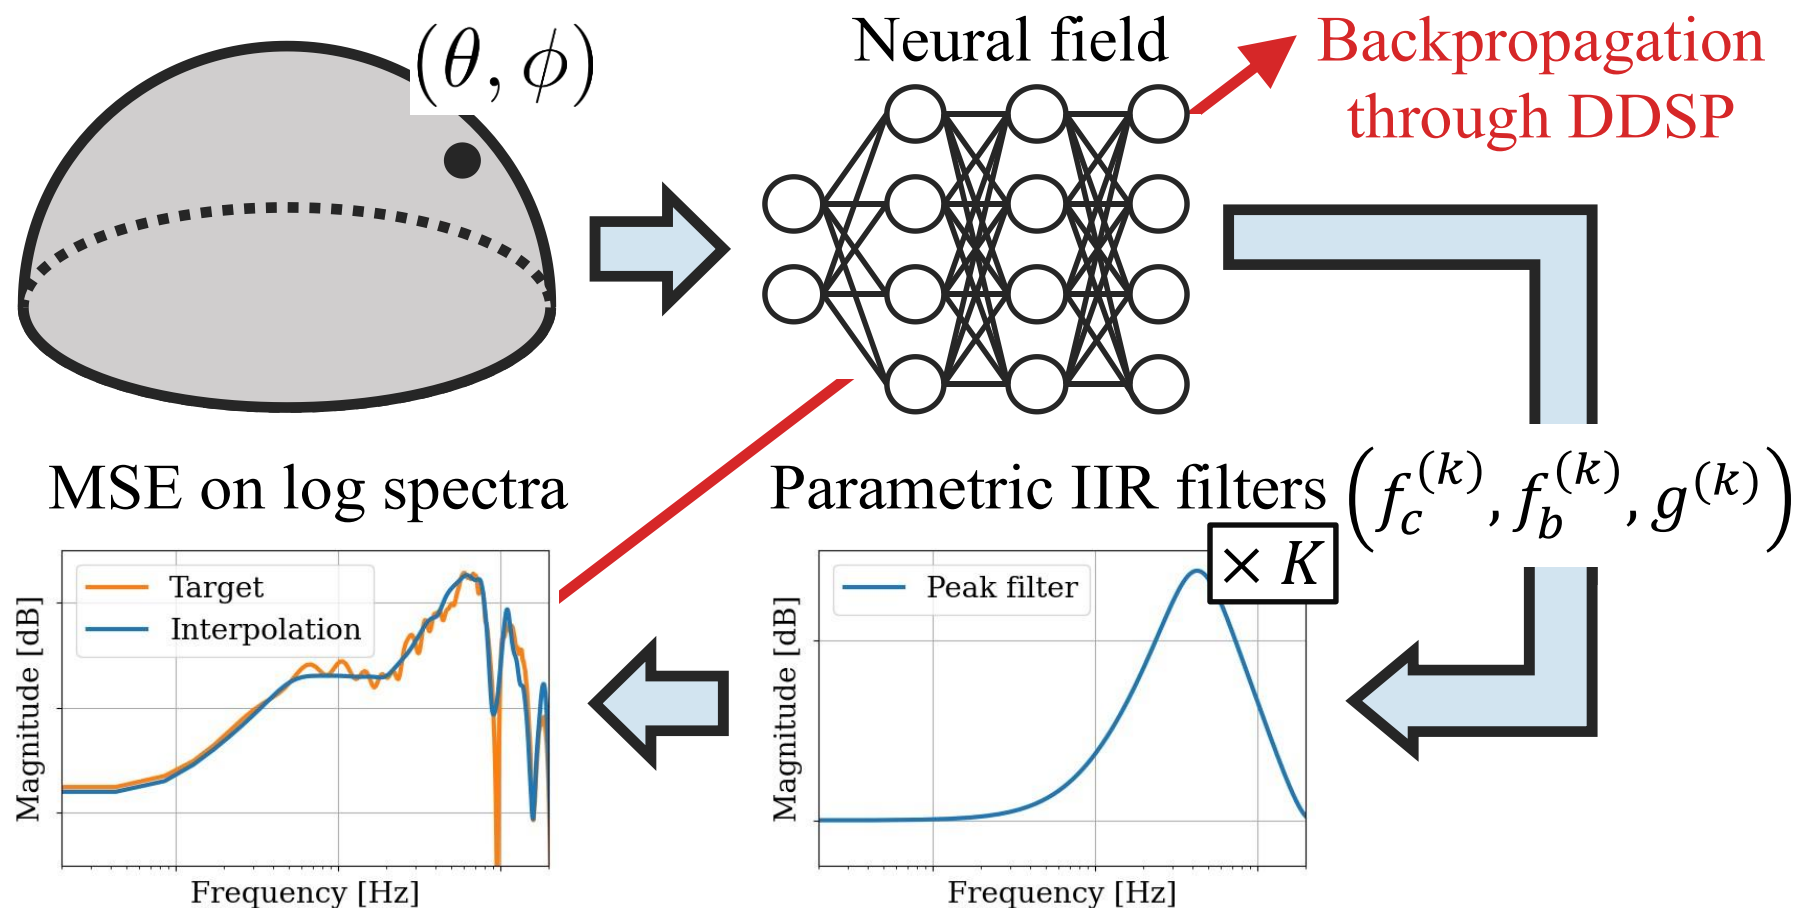 (θ, ϕ)
Neural field
Backpropagation
through DDSP
MSE on log spectra
Parametric IIR filters
(f_c^(k), f_b^(k), g^(k))
× K
Target
Interpolation
Magnitude [dB]
Frequency [Hz]
Peak filter
Magnitude [dB]
Frequency [Hz]